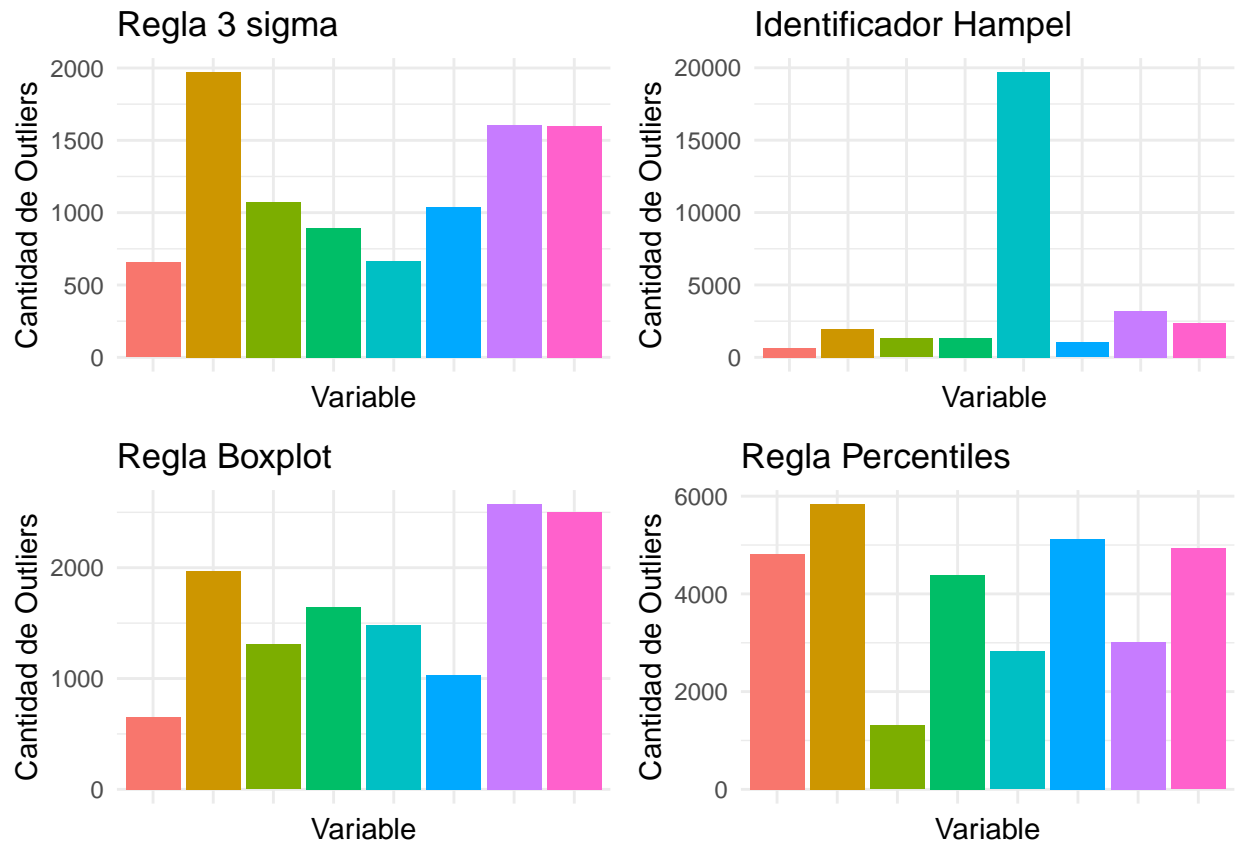 Regla 3 sigma
Cantidad de Outliers
2000
1500
1000
500
0
Variable
Identificador Hampel
Cantidad de Outliers
20000
15000
10000
5000
0
Variable
Regla Boxplot
Cantidad de Outliers
2000
1000
0
Variable
Regla Percentiles
Cantidad de Outliers
6000
4000
2000
0
Variable